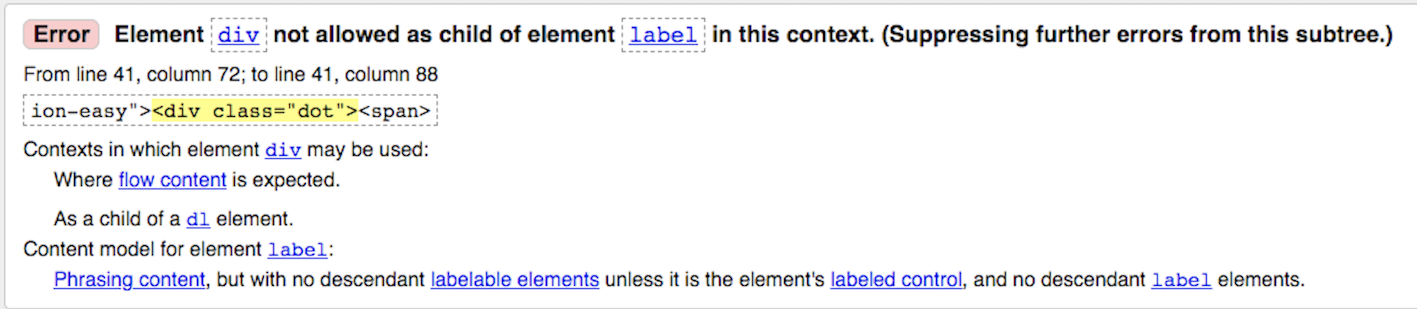 Error Element div not allowed as child of element label in this context. (Suppressing further errors from this subtree.)
From line 41, column 72; to line 41, column 88
ion-easy"><div class="dot"><span>
Contexts in which element div may be used:
Where flow content is expected.
As a child of a dl element.
Content model for element label:
Phrasing content, but with no descendant labelable elements unless it is the element's labeled control, and no descendant label elements.